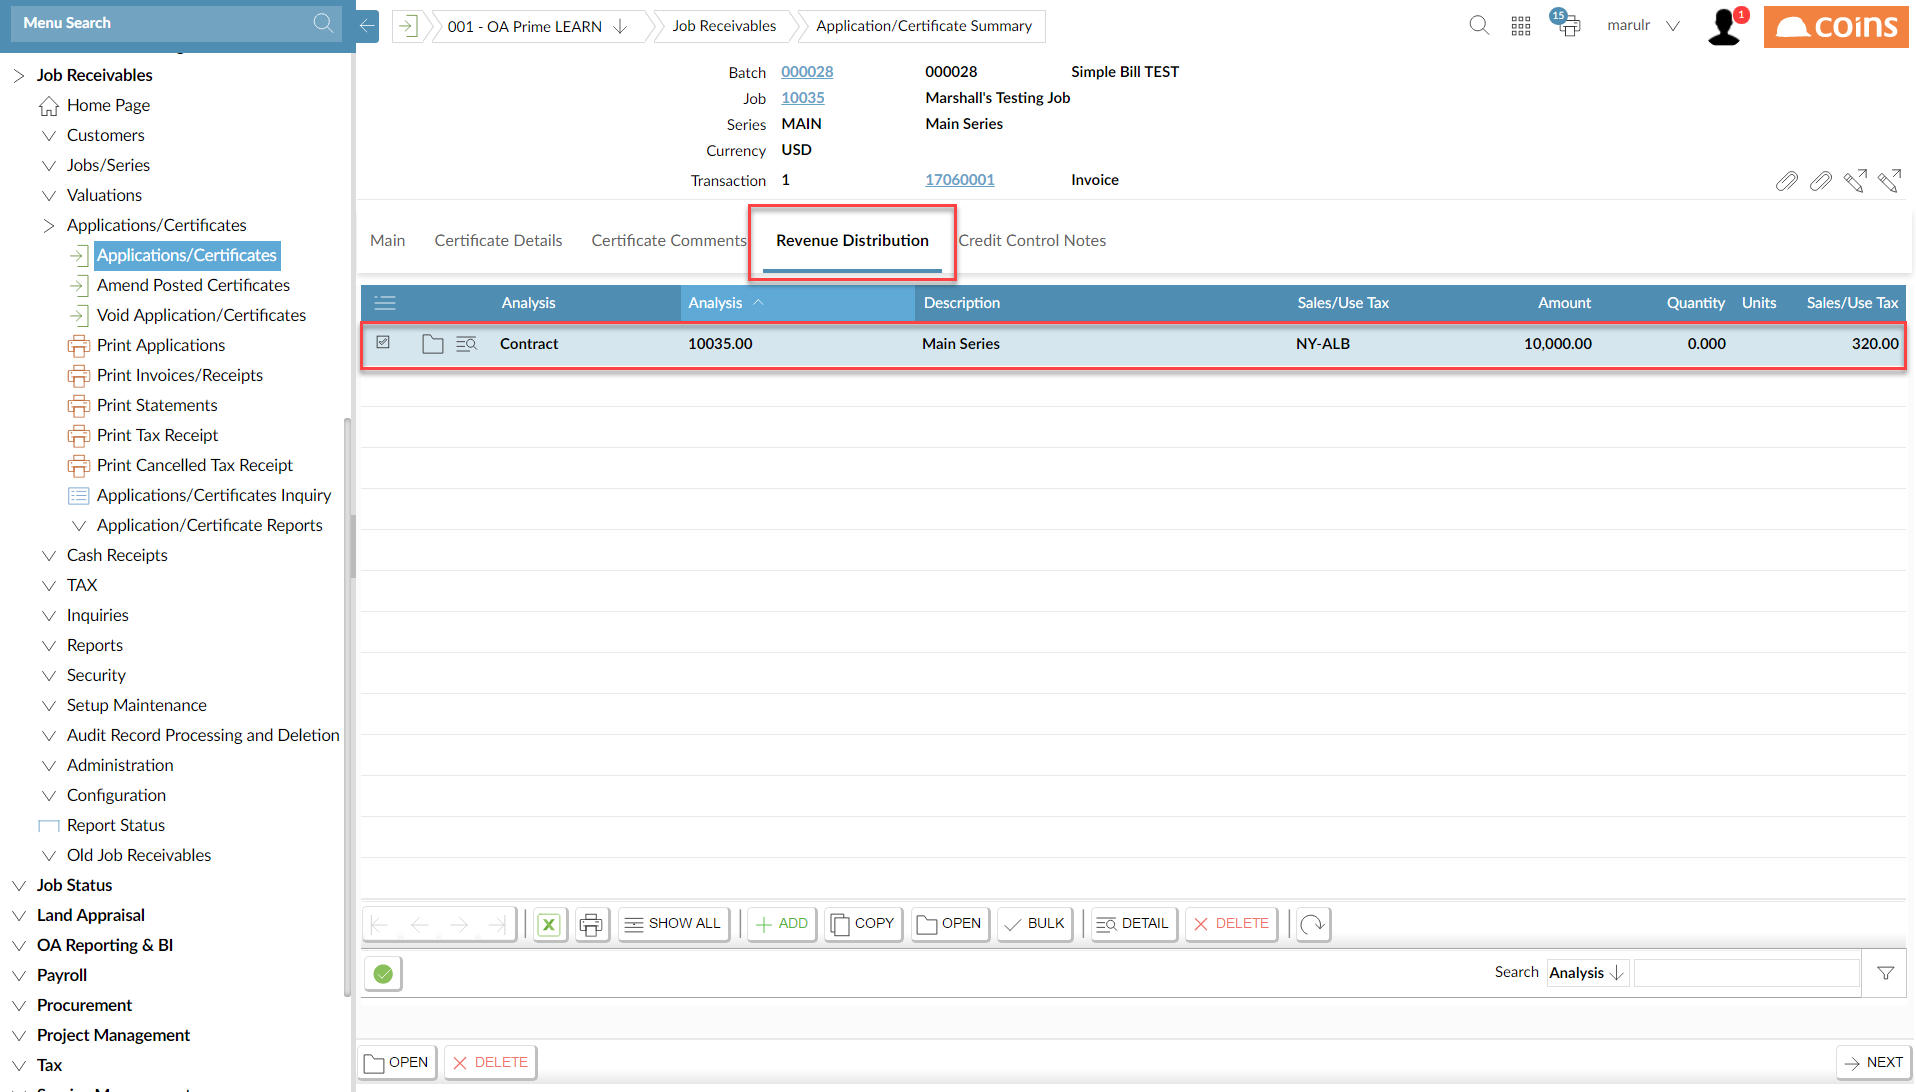 Menu Search
001 - OA Prime LEARN
Job Receivables
Application/Certificate Summary
15
marulr
1
coins
Job Receivables
Home Page
Customers
Jobs/Series
Valuations
Applications/Certificates
Applications/Certificates
Amend Posted Certificates
Void Application/Certificates
Print Applications
Print Invoices/Receipts
Print Statements
Print Tax Receipt
Print Cancelled Tax Receipt
Applications/Certificates Inquiry
Application/Certificate Reports
Cash Receipts
TAX
Inquiries
Reports
Security
Setup Maintenance
Audit Record Processing and Deletion
Administration
Configuration
Report Status
Old Job Receivables
Job Status
Land Appraisal
OA Reporting & BI
Payroll
Procurement
Project Management
Tax
Batch 000028 000028 Simple Bill TEST
Job 10035 Marshall's Testing Job
Series MAIN Main Series
Currency USD
Transaction 1 17060001 Invoice
Main Certificate Details Certificate Comments Revenue Distribution Credit Control Notes
Analysis Analysis Description Sales/Use Tax Amount Quantity Units Sales/Use Tax
Contract 10035.00 Main Series NY-ALB 10,000.00 0.000 320.00
SHOW ALL ADD COPY OPEN BULK DETAIL DELETE
Search Analysis
OPEN DELETE NEXT